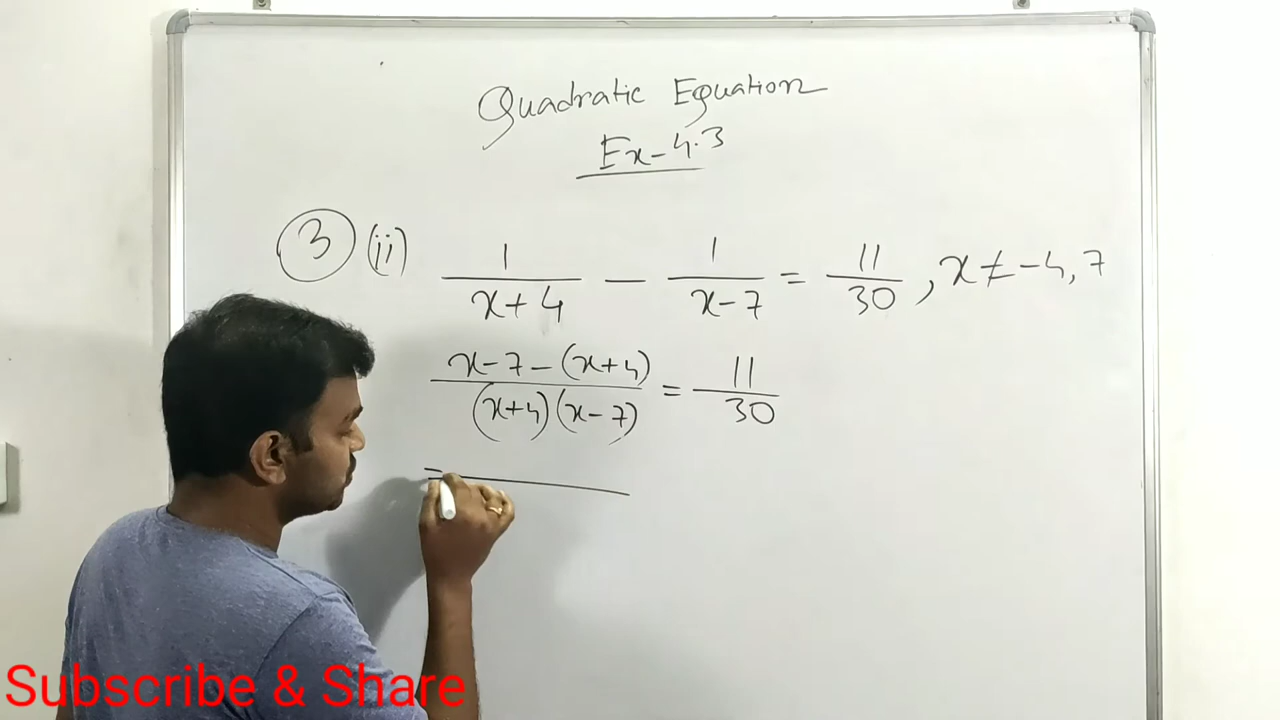 Quadratic Equation
Ex-4.3
3 (ii) 1/(x+4) - 1/(x-7) = 11/30, x ≠ -4, 7
(x-7-(x+4))/((x+4)(x-7)) = 11/30
Subscribe & Share